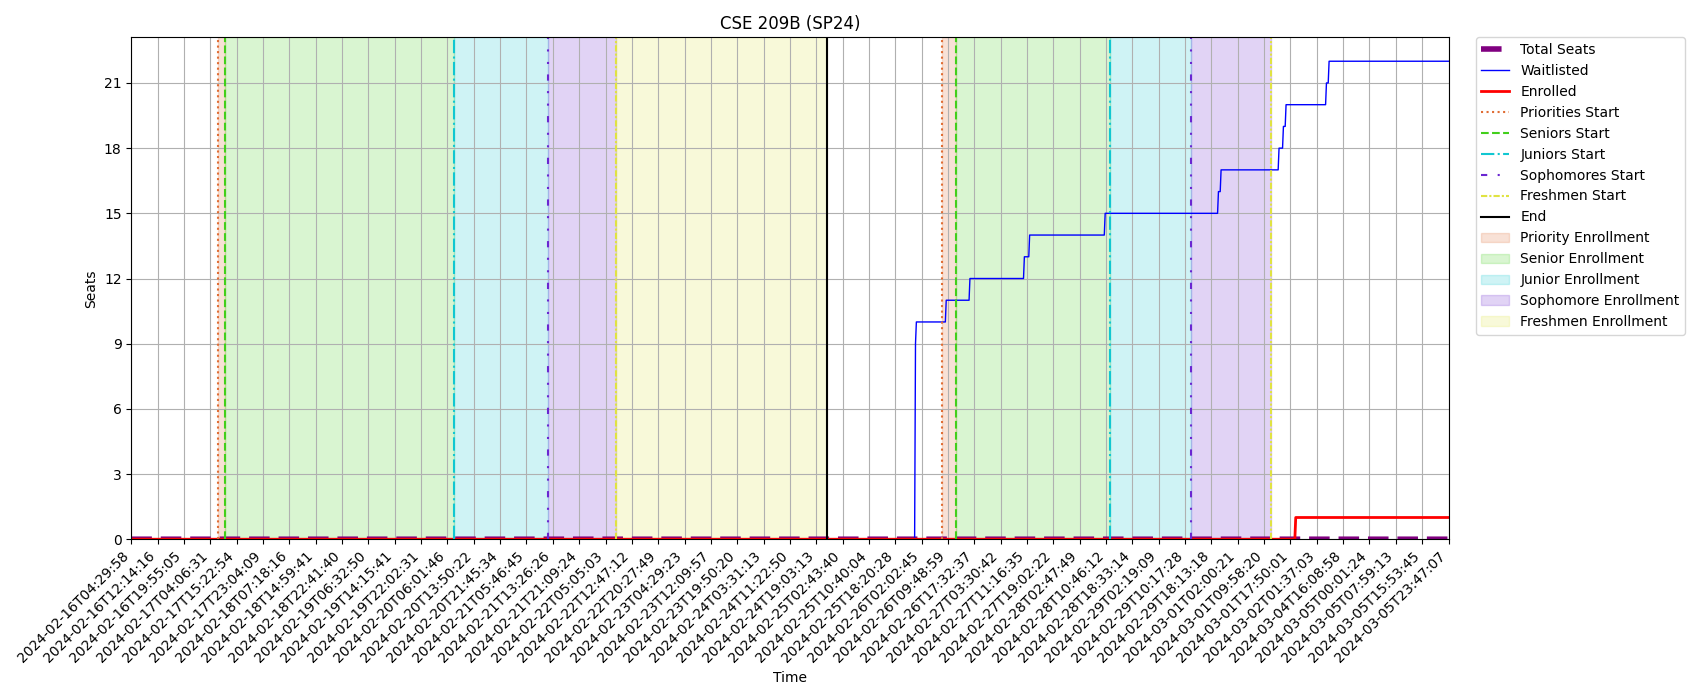 CSE 209B (SP24)
Seats
21
18
15
12
9
6
3
0
2024-02-16T04:29:58
2024-02-16T12:14:16
2024-02-16T19:55:05
2024-02-17T04:06:31
2024-02-17T15:22:54
2024-02-17T23:04:09
2024-02-18T07:18:16
2024-02-18T14:59:41
2024-02-18T22:41:40
2024-02-19T06:32:50
2024-02-19T14:15:41
2024-02-19T22:02:31
2024-02-20T06:01:46
2024-02-20T13:50:22
2024-02-20T21:45:34
2024-02-21T05:46:45
2024-02-21T13:26:26
2024-02-21T21:09:24
2024-02-22T05:05:03
2024-02-22T12:47:12
2024-02-22T20:27:49
2024-02-23T04:29:23
2024-02-23T12:09:57
2024-02-23T19:50:20
2024-02-24T03:31:13
2024-02-24T11:22:50
2024-02-24T19:03:13
2024-02-25T02:43:40
2024-02-25T10:40:04
2024-02-25T18:20:28
2024-02-26T02:02:45
2024-02-26T09:48:59
2024-02-26T17:32:37
2024-02-27T03:30:42
2024-02-27T11:16:35
2024-02-27T19:02:22
2024-02-28T02:47:49
2024-02-28T10:46:12
2024-02-28T18:33:14
2024-02-29T02:19:09
2024-02-29T10:17:28
2024-02-29T18:13:18
2024-03-01T02:00:21
2024-03-01T09:58:20
2024-03-01T17:50:01
2024-03-02T01:37:03
2024-03-04T16:08:58
2024-03-05T00:01:24
2024-03-05T07:59:13
2024-03-05T15:53:45
2024-03-05T23:47:07
Time
Total Seats
Waitlisted
Enrolled
Priorities Start
Seniors Start
Juniors Start
Sophomores Start
Freshmen Start
End
Priority Enrollment
Senior Enrollment
Junior Enrollment
Sophomore Enrollment
Freshmen Enrollment